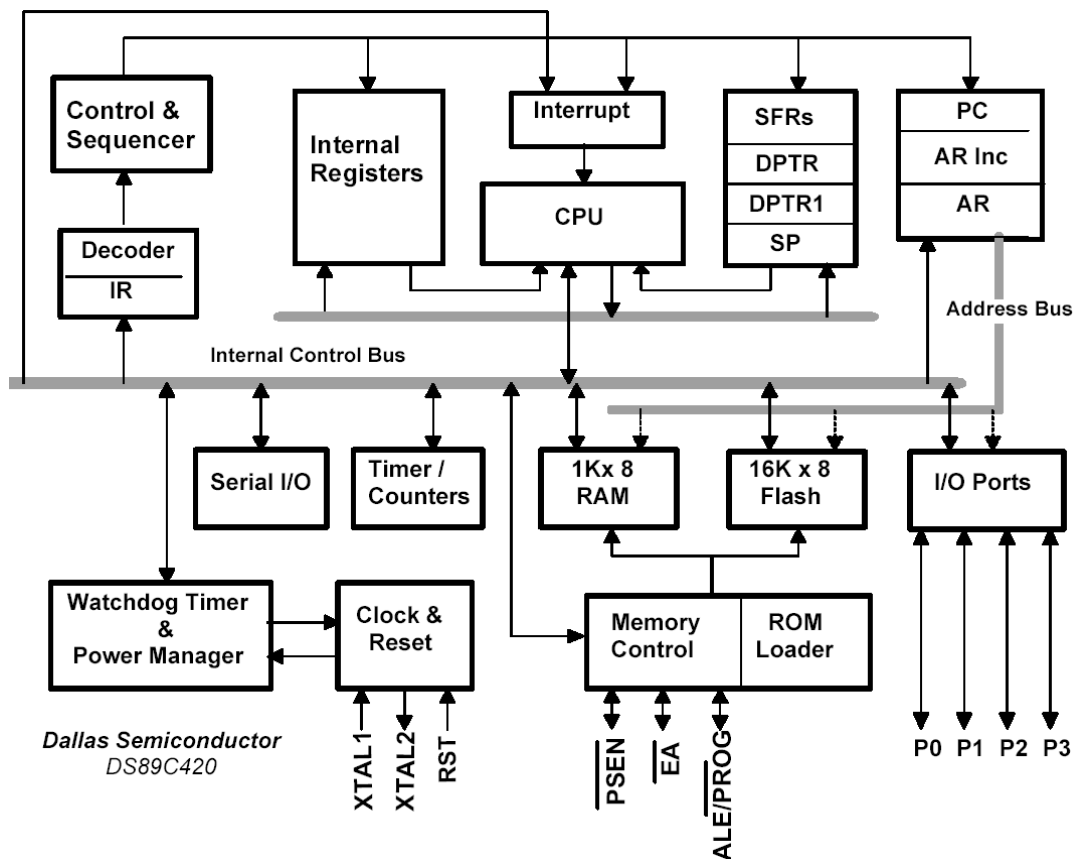 Control &
Sequencer
Internal
Registers
Interrupt
CPU
SFRs
DPTR
DPTR1
SP
PC
AR Inc
AR
Decoder
IR
Address Bus
Internal Control Bus
Serial I/O
Timer /
Counters
1Kx 8
RAM
16K x 8
Flash
I/O Ports
Watchdog Timer
&
Power Manager
Clock &
Reset
Memory
Control
ROM
Loader
XTAL1
XTAL2
RST
PSEN
EA
ALE/PROG
P0
P1
P2
P3
Dallas Semiconductor
DS89C420